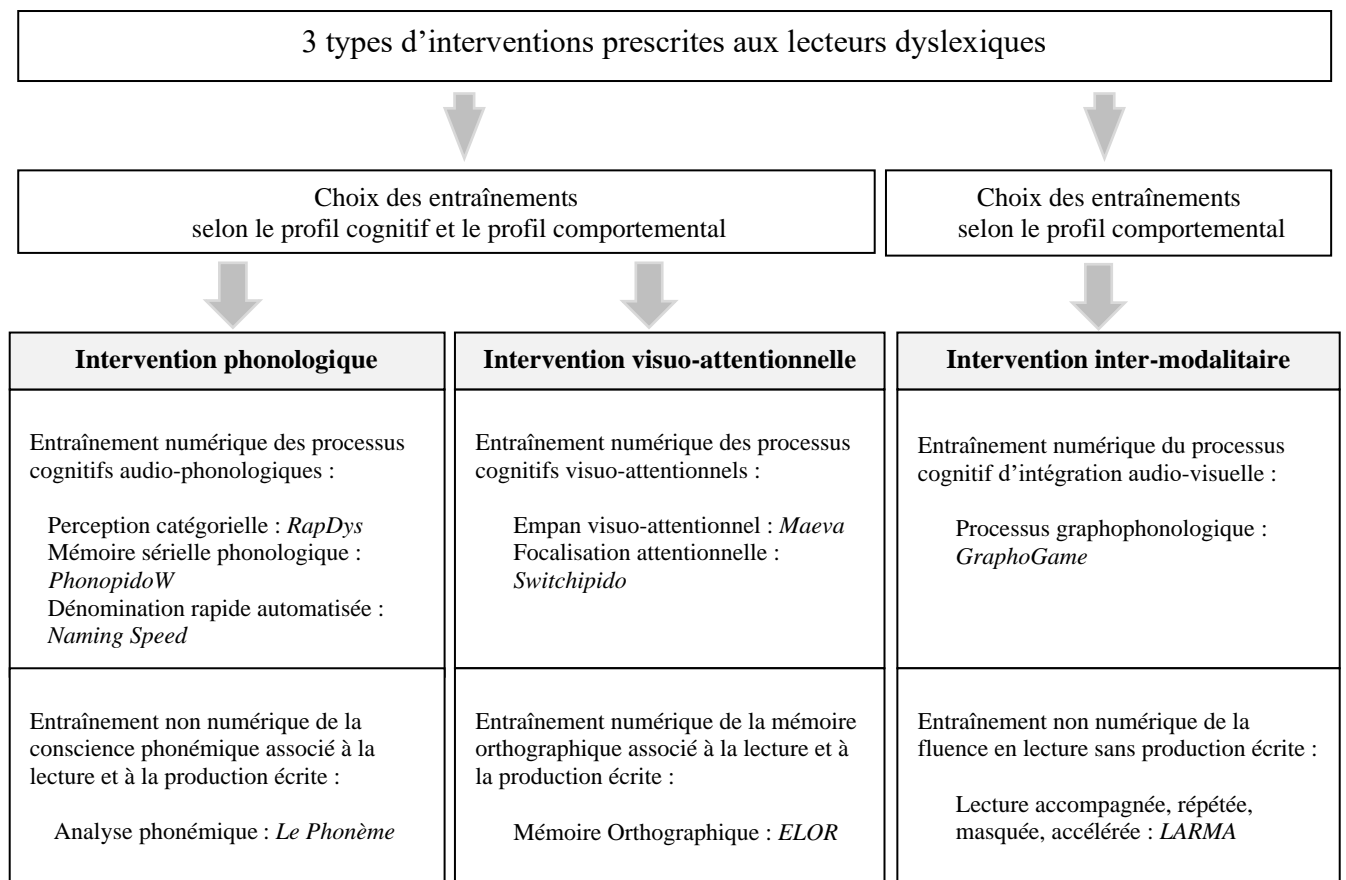 3 types d’interventions prescrites aux lecteurs dyslexiques
Choix des entraînements
selon le profil cognitif et le profil comportemental
Choix des entraînements
selon le profil comportemental
Intervention phonologique
Entraînement numérique des processus
cognitifs audio-phonologiques :
Perception catégorielle : RapDys
Mémoire sérielle phonologique :
PhonopidoW
Dénomination rapide automatisée :
Naming Speed
Entraînement non numérique de la
conscience phonémique associé à la
lecture et à la production écrite :
Analyse phonémique : Le Phonème
Intervention visuo-attentionnelle
Entraînement numérique des processus
cognitifs visuo-attentionnels :
Empan visuo-attentionnel : Maeva
Focalisation attentionnelle :
Switchipido
Entraînement numérique de la mémoire
orthographique associé à la lecture et à
la production écrite :
Mémoire Orthographique : ELOR
Intervention inter-modalitaire
Entraînement numérique du processus
cognitif d’intégration audio-visuelle :
Processus graphophonologique :
GraphoGame
Entraînement non numérique de la
fluence en lecture sans production écrite :
Lecture accompagnée, répétée,
masquée, accélérée : LARMA